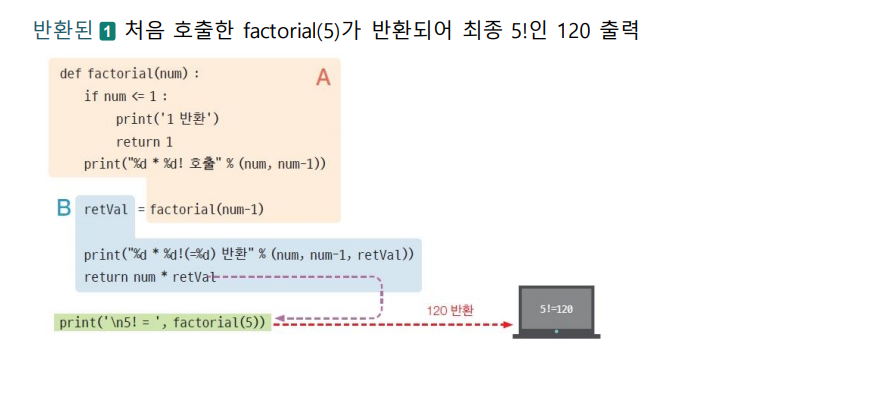 반환된 1 처음 호출한 factorial(5)가 반환되어 최종 5!인 120 출력
def factorial(num) :
A
if num <= 1 :
print('1 반환')
return 1
print("%d * %d! 호출" % (num, num-1))
B
retVal = factorial(num-1)
print("%d * %d!(=%d) 반환" % (num, num-1, retVal))
return num * retVal
120 반환
5!=120
print('\n5! = ', factorial(5))